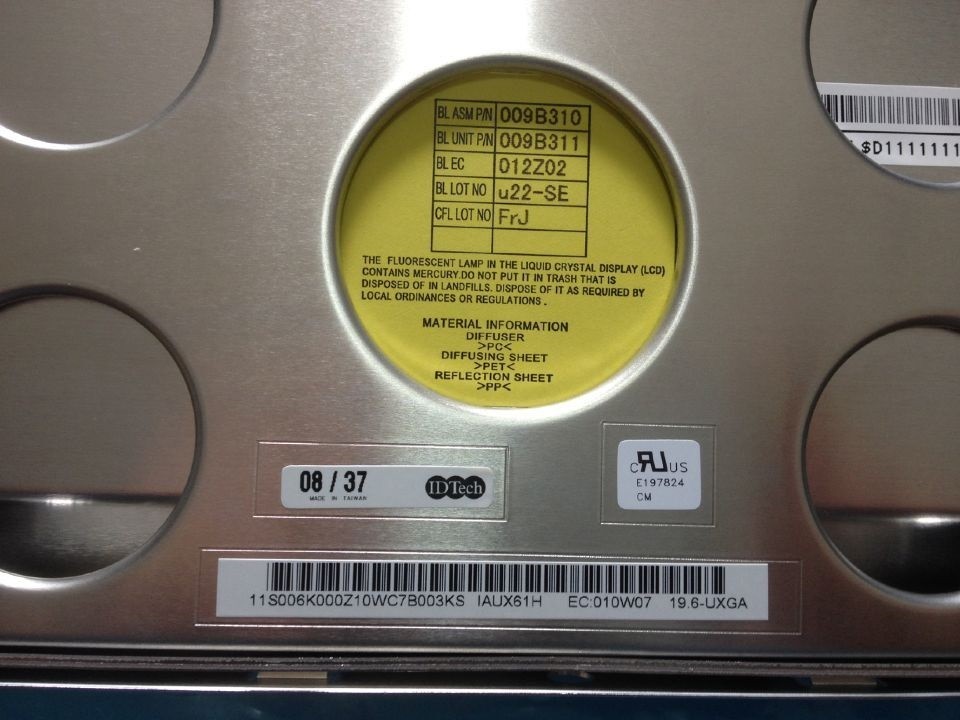 BL ASM P/N 009B310
BL UNIT P/N 009B311
BL EC 012Z02
BL LOT NO u22-SE
CFL LOT NO FrJ
$D1111111
THE FLUORESCENT LAMP IN THE LIQUID CRYSTAL DISPLAY (LCD)
CONTAINS MERCURY.DO NOT PUT IT IN TRASH THAT IS
DISPOSED OF IN LANDFILLS. DISPOSE OF IT AS REQUIRED BY
LOCAL ORDINANCES OR REGULATIONS .
MATERIAL INFORMATION
DIFFUSER
>PC<
DIFFUSING SHEET
>PET<
REFLECTION SHEET
>PP<
08 / 37
MADE IN TAIWAN
IDTech
C RU US
E197824
CM
11S006K000Z10WC7B003KS IAUX61H EC:010W07 19.6-UXGA